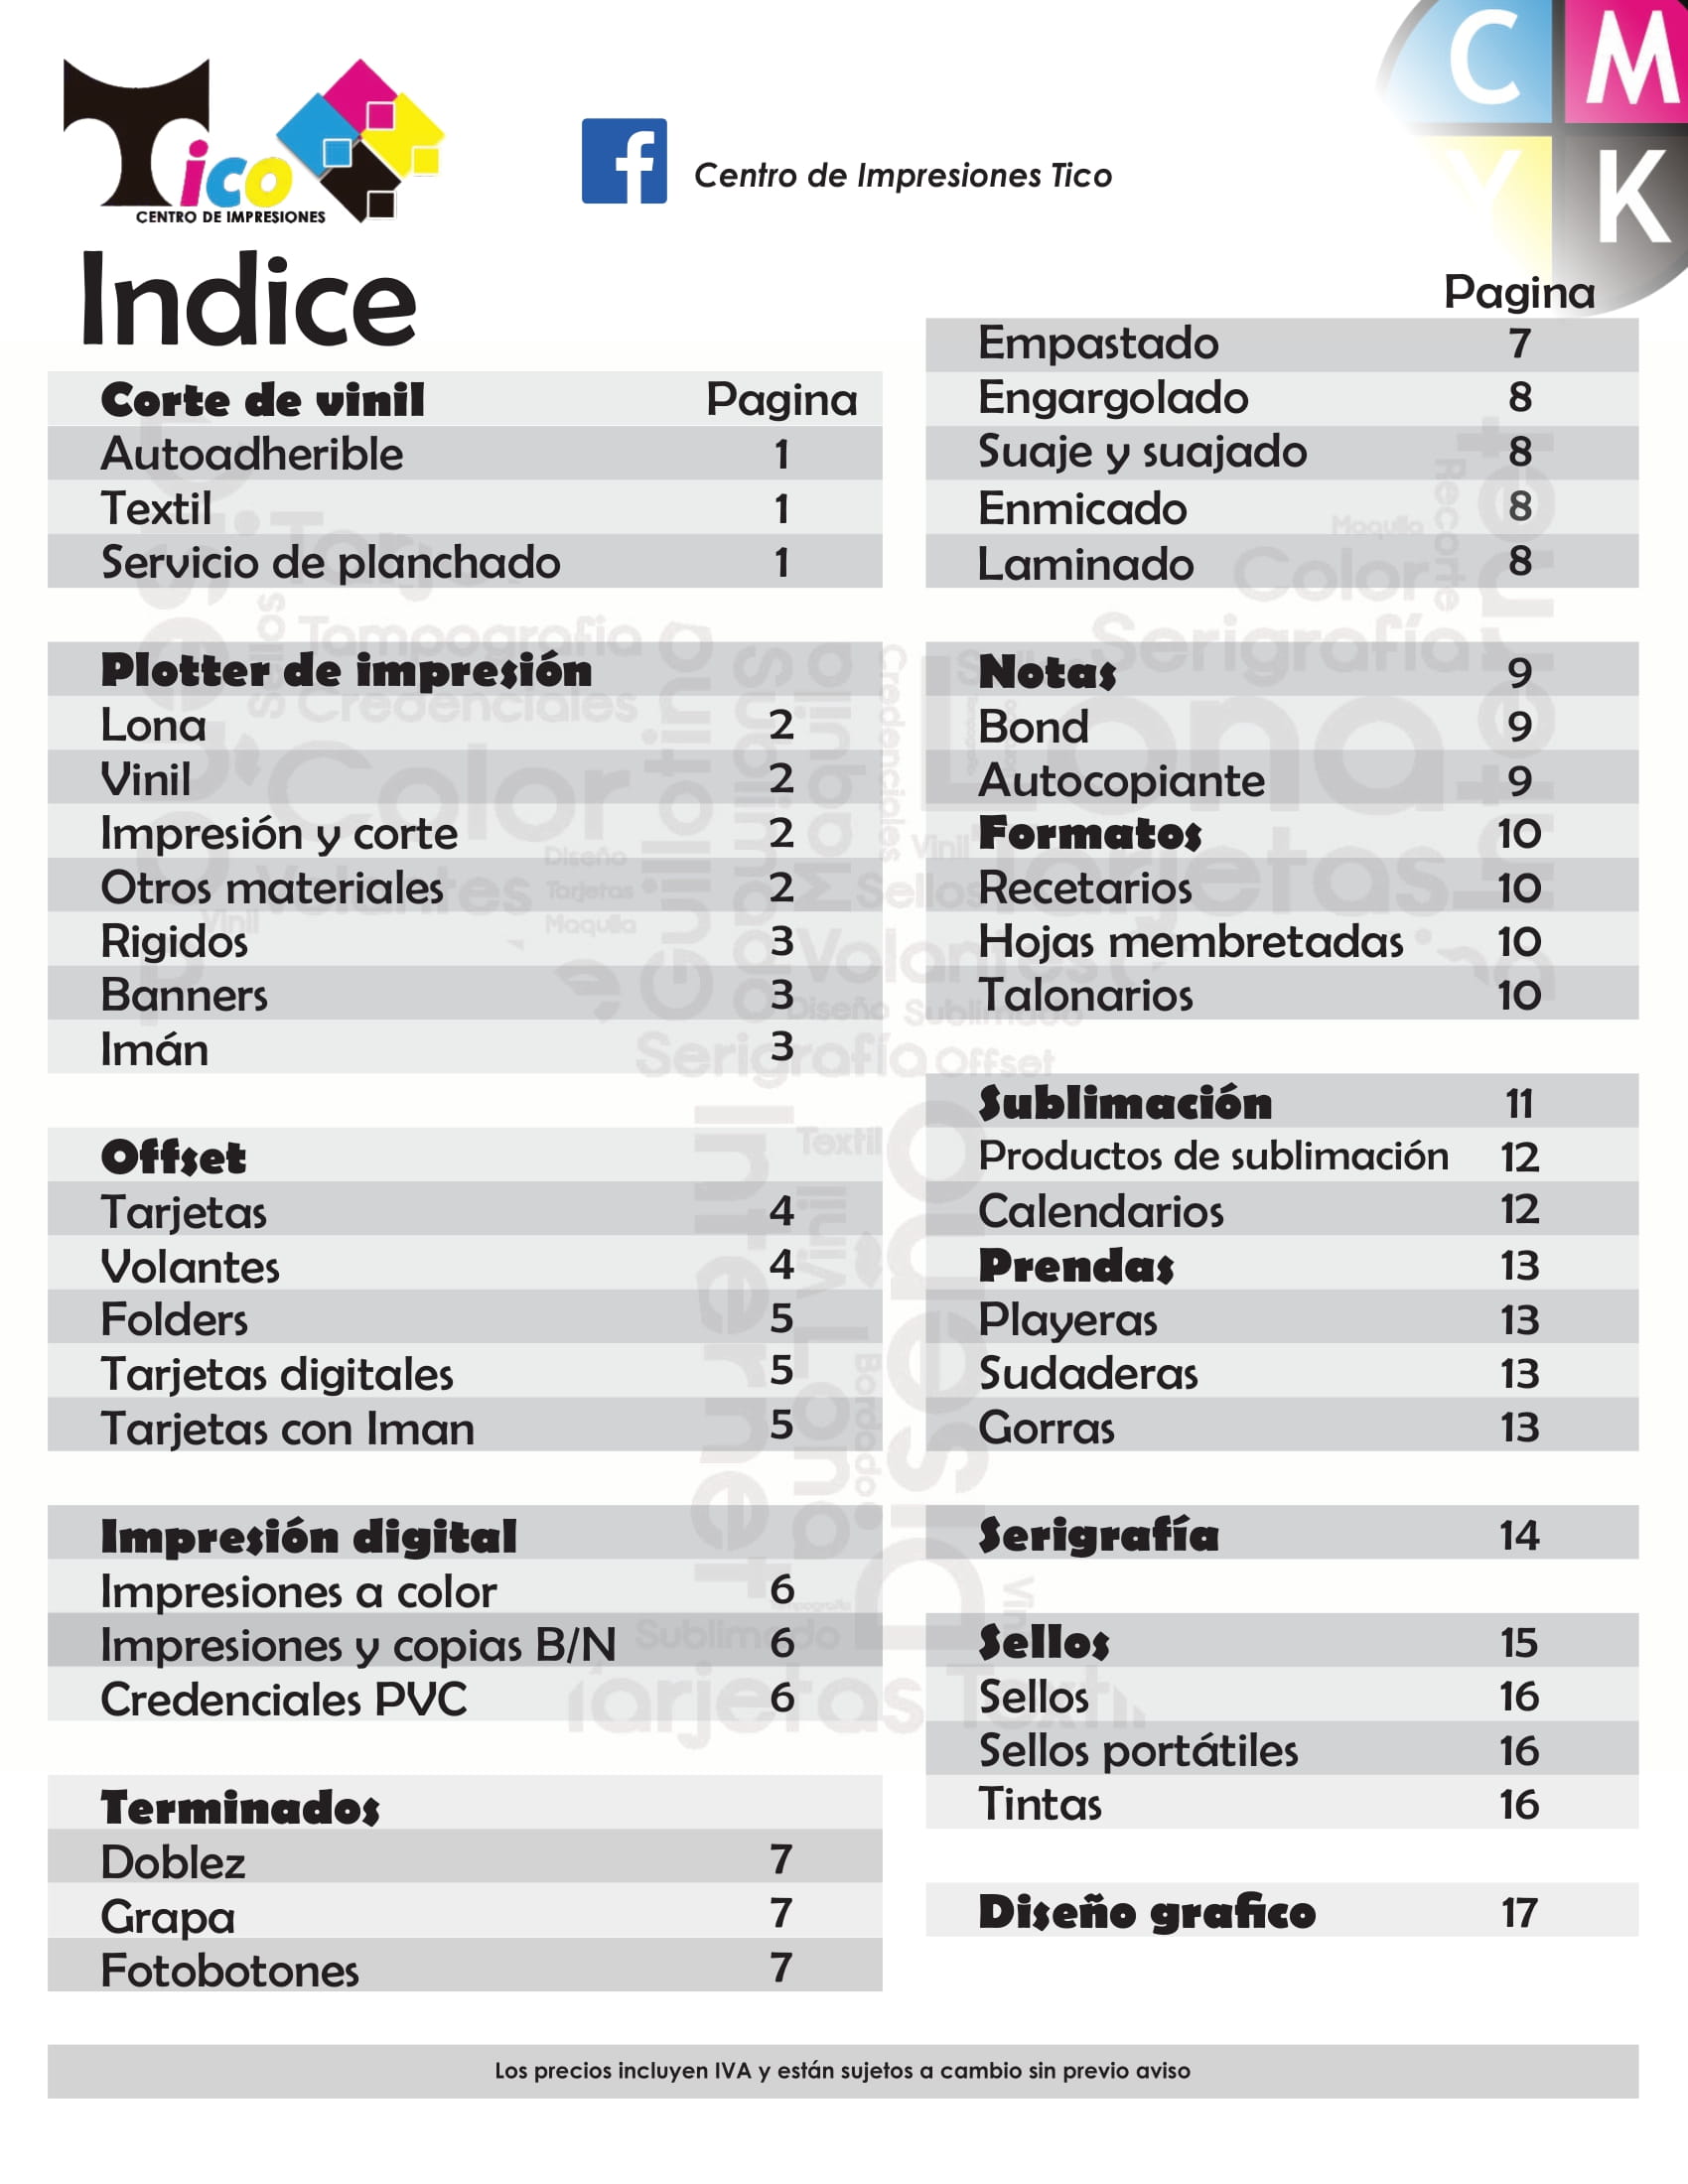 Tico
CENTRO DE IMPRESIONES
Centro de Impresiones Tico
C M
Y K
Indice
Corte de vinil Pagina
Autoadherible 1
Textil 1
Servicio de planchado 1
Plotter de impresión
Lona 2
Vinil 2
Impresión y corte 2
Otros materiales 2
Rigidos 3
Banners 3
Imán 3
Offset
Tarjetas 4
Volantes 4
Folders 5
Tarjetas digitales 5
Tarjetas con Iman 5
Impresión digital
Impresiones a color 6
Impresiones y copias B/N 6
Credenciales PVC 6
Terminados
Doblez 7
Grapa 7
Fotobotones 7
Pagina
Empastado 7
Engargolado 8
Suaje y suajado 8
Enmicado 8
Laminado 8
Notas 9
Bond 9
Autocopiante 9
Formatos 10
Recetarios 10
Hojas membretadas 10
Talonarios 10
Sublimación 11
Productos de sublimación 12
Calendarios 12
Prendas 13
Playeras 13
Sudaderas 13
Gorras 13
Serigrafía 14
Sellos 15
Sellos 16
Sellos portátiles 16
Tintas 16
Diseño grafico 17
Los precios incluyen IVA y están sujetos a cambio sin previo aviso